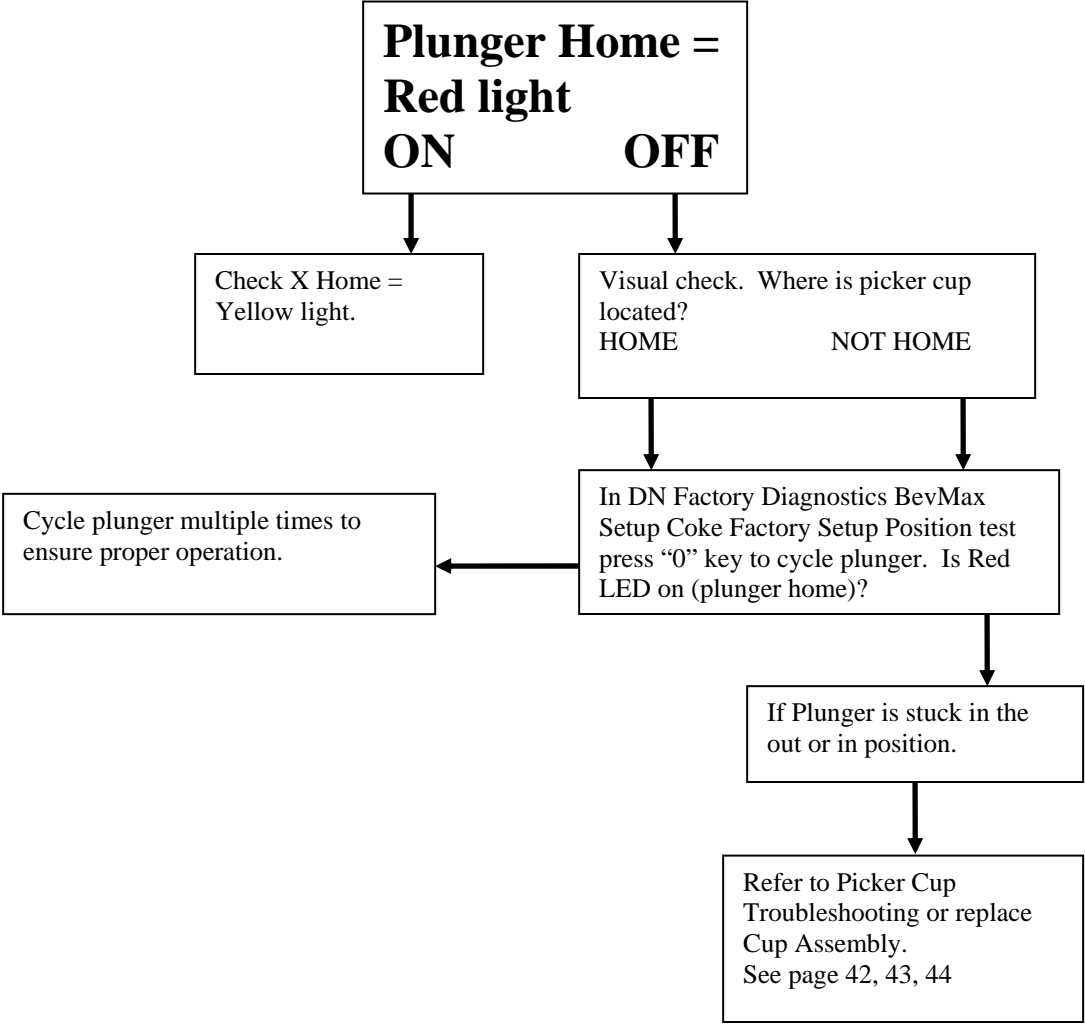 Plunger Home =
Red light
ON OFF
Check X Home =
Yellow light.
Visual check. Where is picker cup
located?
HOME NOT HOME
In DN Factory Diagnostics BevMax
Setup Coke Factory Setup Position test
press “0” key to cycle plunger. Is Red
LED on (plunger home)?
Cycle plunger multiple times to
ensure proper operation.
If Plunger is stuck in the
out or in position.
Refer to Picker Cup
Troubleshooting or replace
Cup Assembly.
See page 42, 43, 44